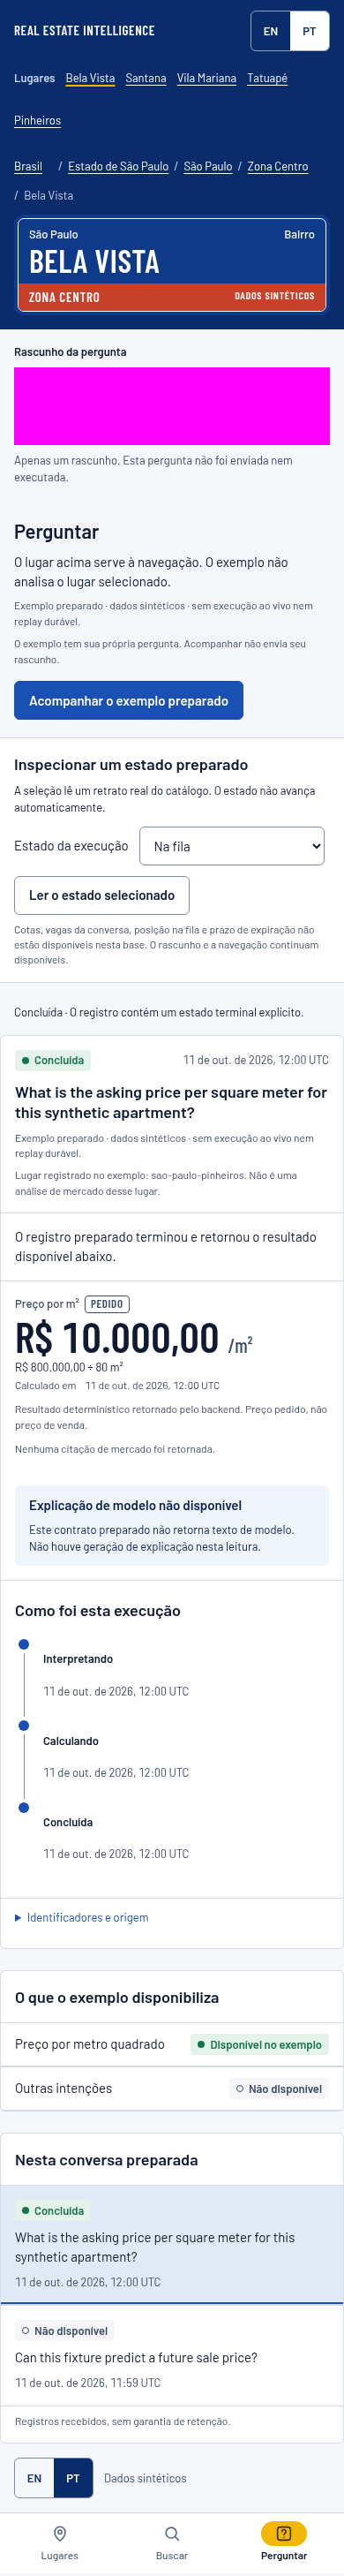 REAL ESTATE INTELLIGENCE
EN PT
Lugares Bela Vista Santana Vila Mariana Tatuapé
Pinheiros
Brasil / Estado de São Paulo / São Paulo / Zona Centro
/ Bela Vista
São Paulo Bairro
BELA VISTA
ZONA CENTRO DADOS SINTÉTICOS
Rascunho da pergunta
Apenas um rascunho. Esta pergunta não foi enviada nem
executada.
Perguntar
O lugar acima serve à navegação. O exemplo não
analisa o lugar selecionado.
Exemplo preparado · dados sintéticos · sem execução ao vivo nem
replay durável.
O exemplo tem sua própria pergunta. Acompanhar não envia seu
rascunho.
Acompanhar o exemplo preparado
Inspecionar um estado preparado
A seleção lê um retrato real do catálogo. O estado não avança
automaticamente.
Estado da execução Na fila
Ler o estado selecionado
Cotas, vagas da conversa, posição na fila e prazo de expiração não
estão disponíveis nesta base. O rascunho e a navegação continuam
disponíveis.
Concluída · O registro contém um estado terminal explícito.
Concluída 11 de out. de 2026, 12:00 UTC
What is the asking price per square meter for
this synthetic apartment?
Exemplo preparado · dados sintéticos · sem execução ao vivo nem
replay durável.
Lugar registrado no exemplo: sao-paulo-pinheiros. Não é uma
análise de mercado desse lugar.
O registro preparado terminou e retornou o resultado
disponível abaixo.
Preço por m² PEDIDO
R$ 10.000,00 /m²
R$ 800.000,00 ÷ 80 m²
Calculado em 11 de out. de 2026, 12:00 UTC
Resultado determinístico retornado pelo backend. Preço pedido, não
preço de venda.
Nenhuma citação de mercado foi retornada.
Explicação de modelo não disponível
Este contrato preparado não retorna texto de modelo.
Não houve geração de explicação nesta leitura.
Como foi esta execução
Interpretando
11 de out. de 2026, 12:00 UTC
Calculando
11 de out. de 2026, 12:00 UTC
Concluída
11 de out. de 2026, 12:00 UTC
Identificadores e origem
O que o exemplo disponibiliza
Preço por metro quadrado Disponível no exemplo
Outras intenções Não disponível
Nesta conversa preparada
Concluída
What is the asking price per square meter for this
synthetic apartment?
11 de out. de 2026, 12:00 UTC
Não disponível
Can this fixture predict a future sale price?
11 de out. de 2026, 11:59 UTC
Registros recebidos, sem garantia de retenção.
EN PT Dados sintéticos
Lugares Buscar Perguntar